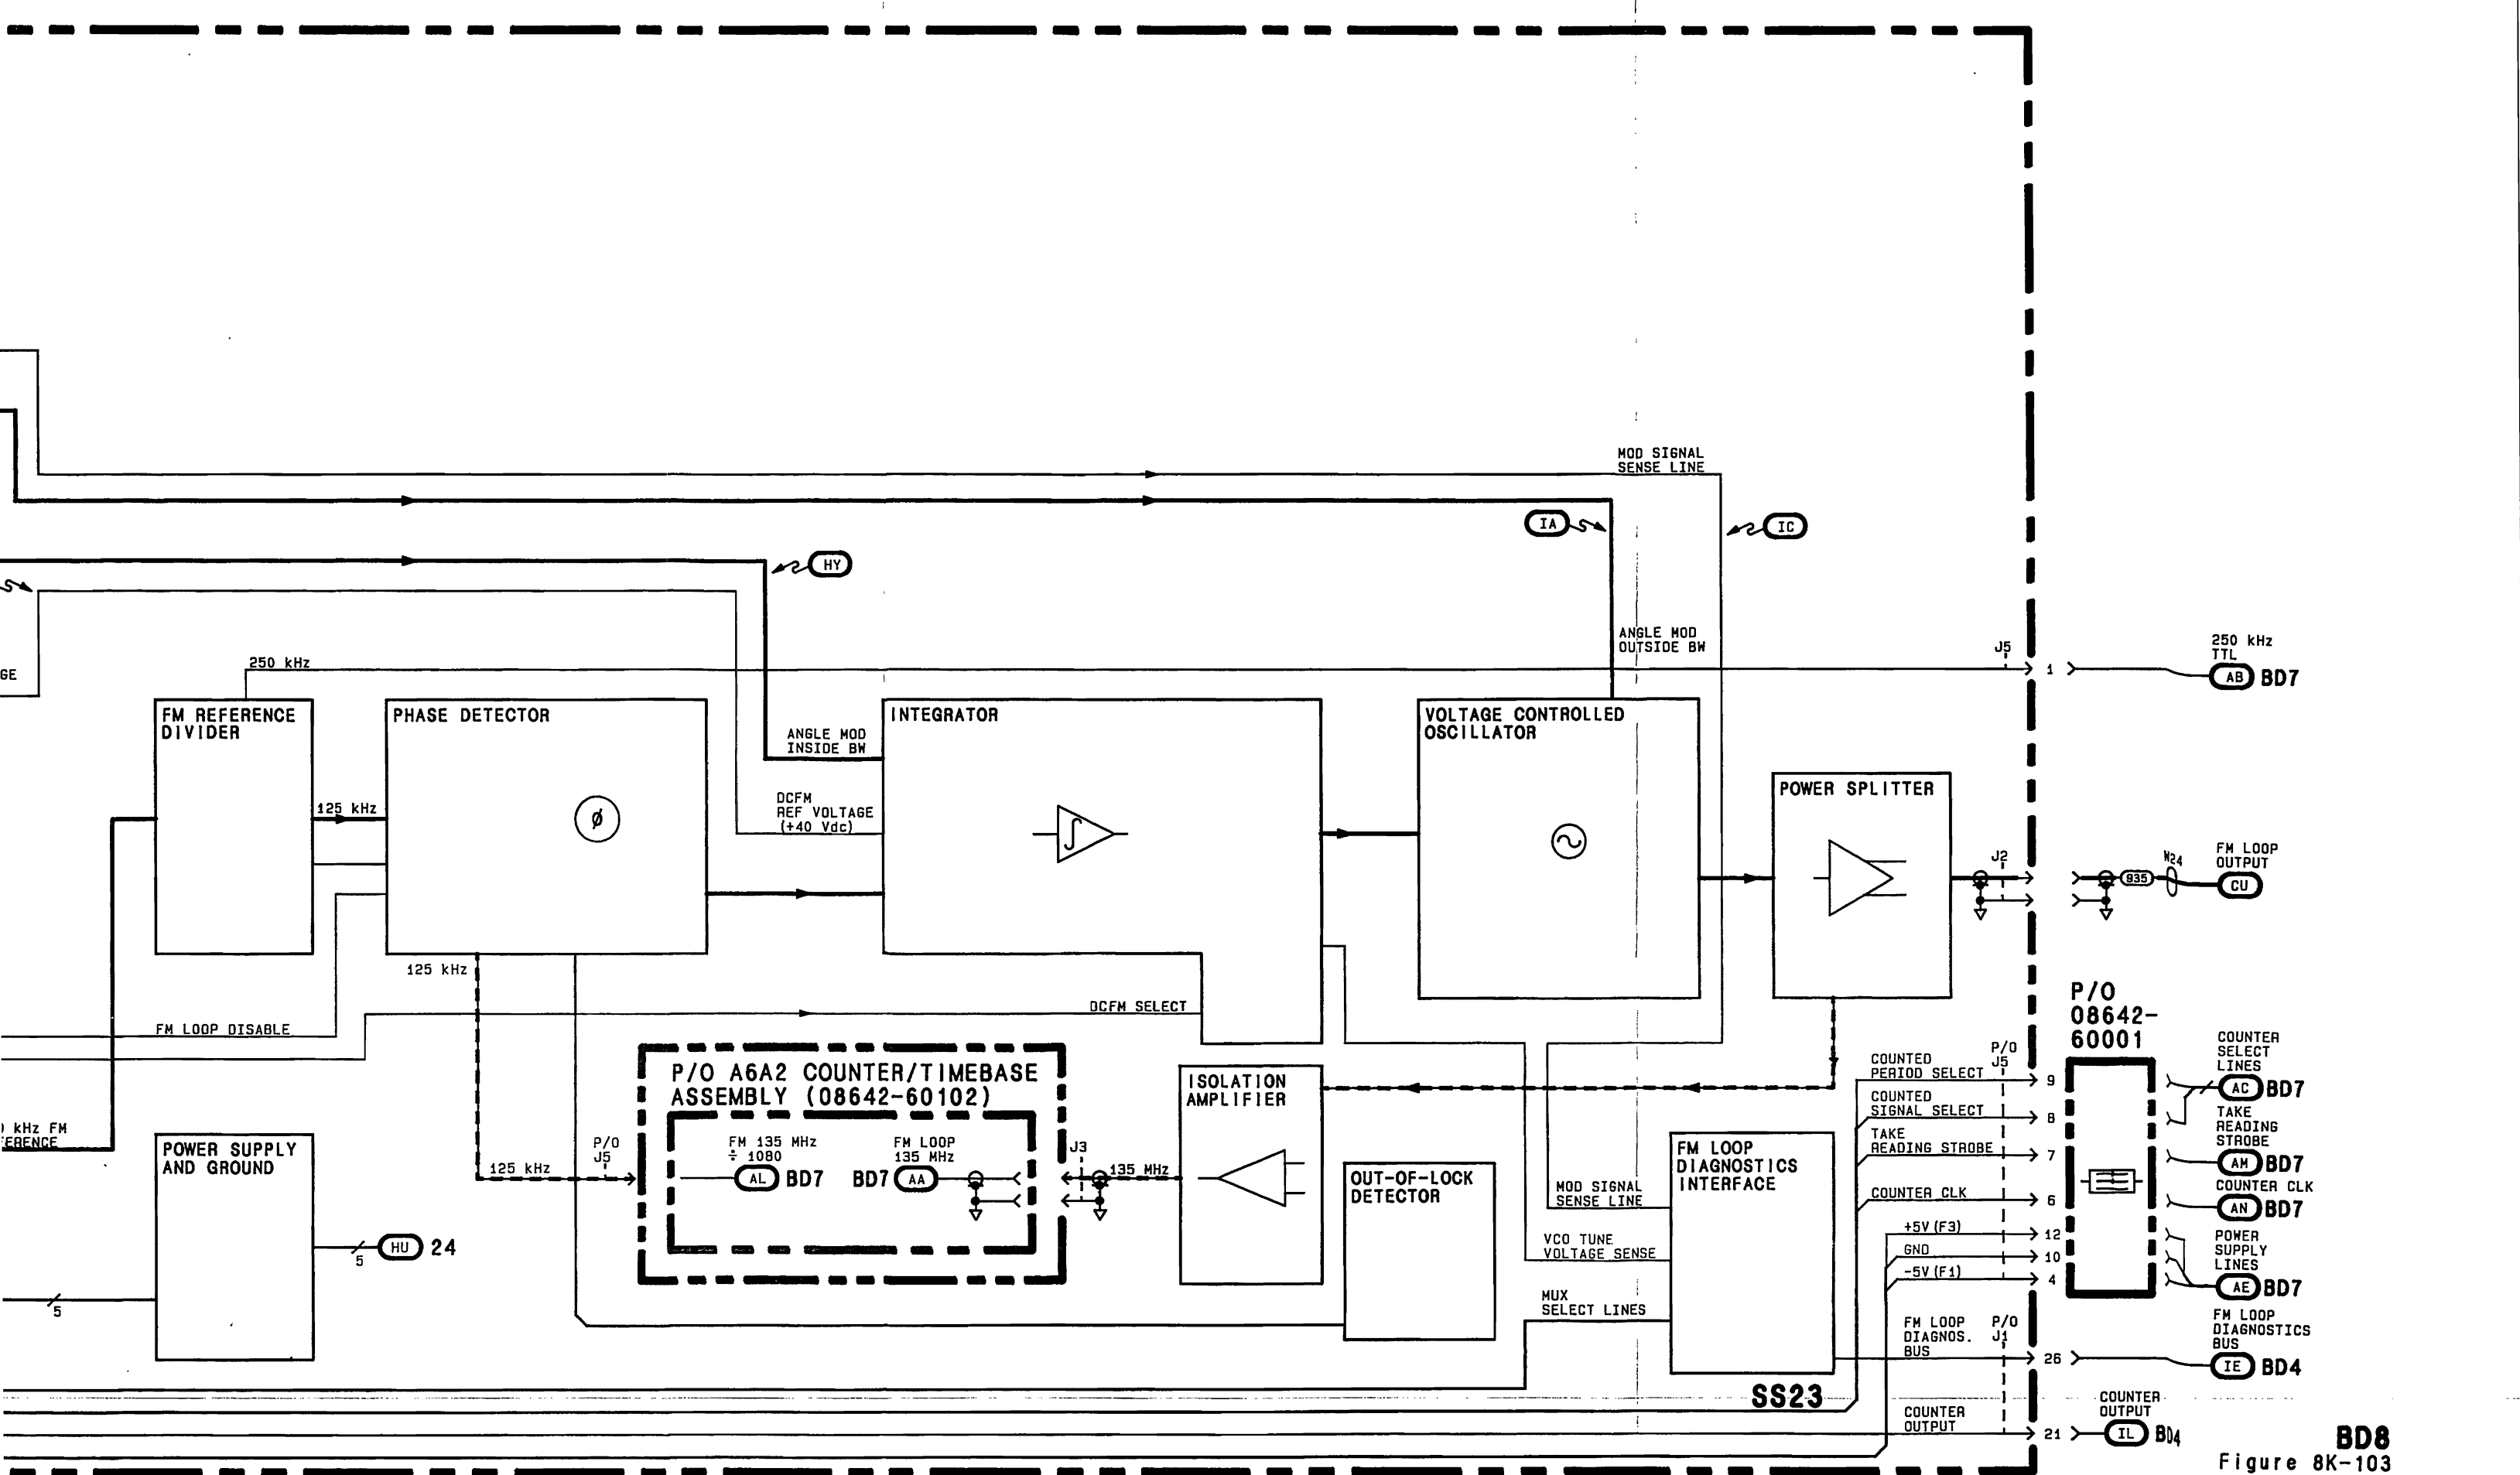 MOD SIGNAL
SENSE LINE
IA
IC
HY
ANGLE MOD
OUTSIDE BW
J5
1
250 kHz
TTL
AB BD7
GE
250 kHz
FM REFERENCE
DIVIDER
PHASE DETECTOR
ø
125 kHz
ANGLE MOD
INSIDE BW
DCFM
REF VOLTAGE
(+40 Vdc)
INTEGRATOR
VOLTAGE CONTROLLED
OSCILLATOR
POWER SPLITTER
J2
935
W24
FM LOOP
OUTPUT
CU
125 kHz
FM LOOP DISABLE
DCFM SELECT
kHz FM
ERENCE
POWER SUPPLY
AND GROUND
5
HU 24
5
125 kHz
P/O
J5
P/O A6A2 COUNTER/TIMEBASE
ASSEMBLY (08642-60102)
FM 135 MHz
÷ 1080
AL BD7
FM LOOP
135 MHz
BD7 AA
J3
135 MHz
ISOLATION
AMPLIFIER
OUT-OF-LOCK
DETECTOR
MOD SIGNAL
SENSE LINE
VCO TUNE
VOLTAGE SENSE
MUX
SELECT LINES
FM LOOP
DIAGNOSTICS
INTERFACE
SS23
COUNTED
PERIOD SELECT
COUNTED
SIGNAL SELECT
TAKE
READING STROBE
COUNTER CLK
+5V(F3)
GND
-5V(F1)
FM LOOP
DIAGNOS.
BUS
COUNTER
OUTPUT
P/O
J5
9
8
7
6
12
10
4
P/O
J1
26
21
P/O
08642-
60001
COUNTER
SELECT
LINES
AC BD7
TAKE
READING
STROBE
AM BD7
COUNTER CLK
AN BD7
POWER
SUPPLY
LINES
AE BD7
FM LOOP
DIAGNOSTICS
BUS
IE BD4
COUNTER
OUTPUT
IL BD4
BD8
Figure 8K-103